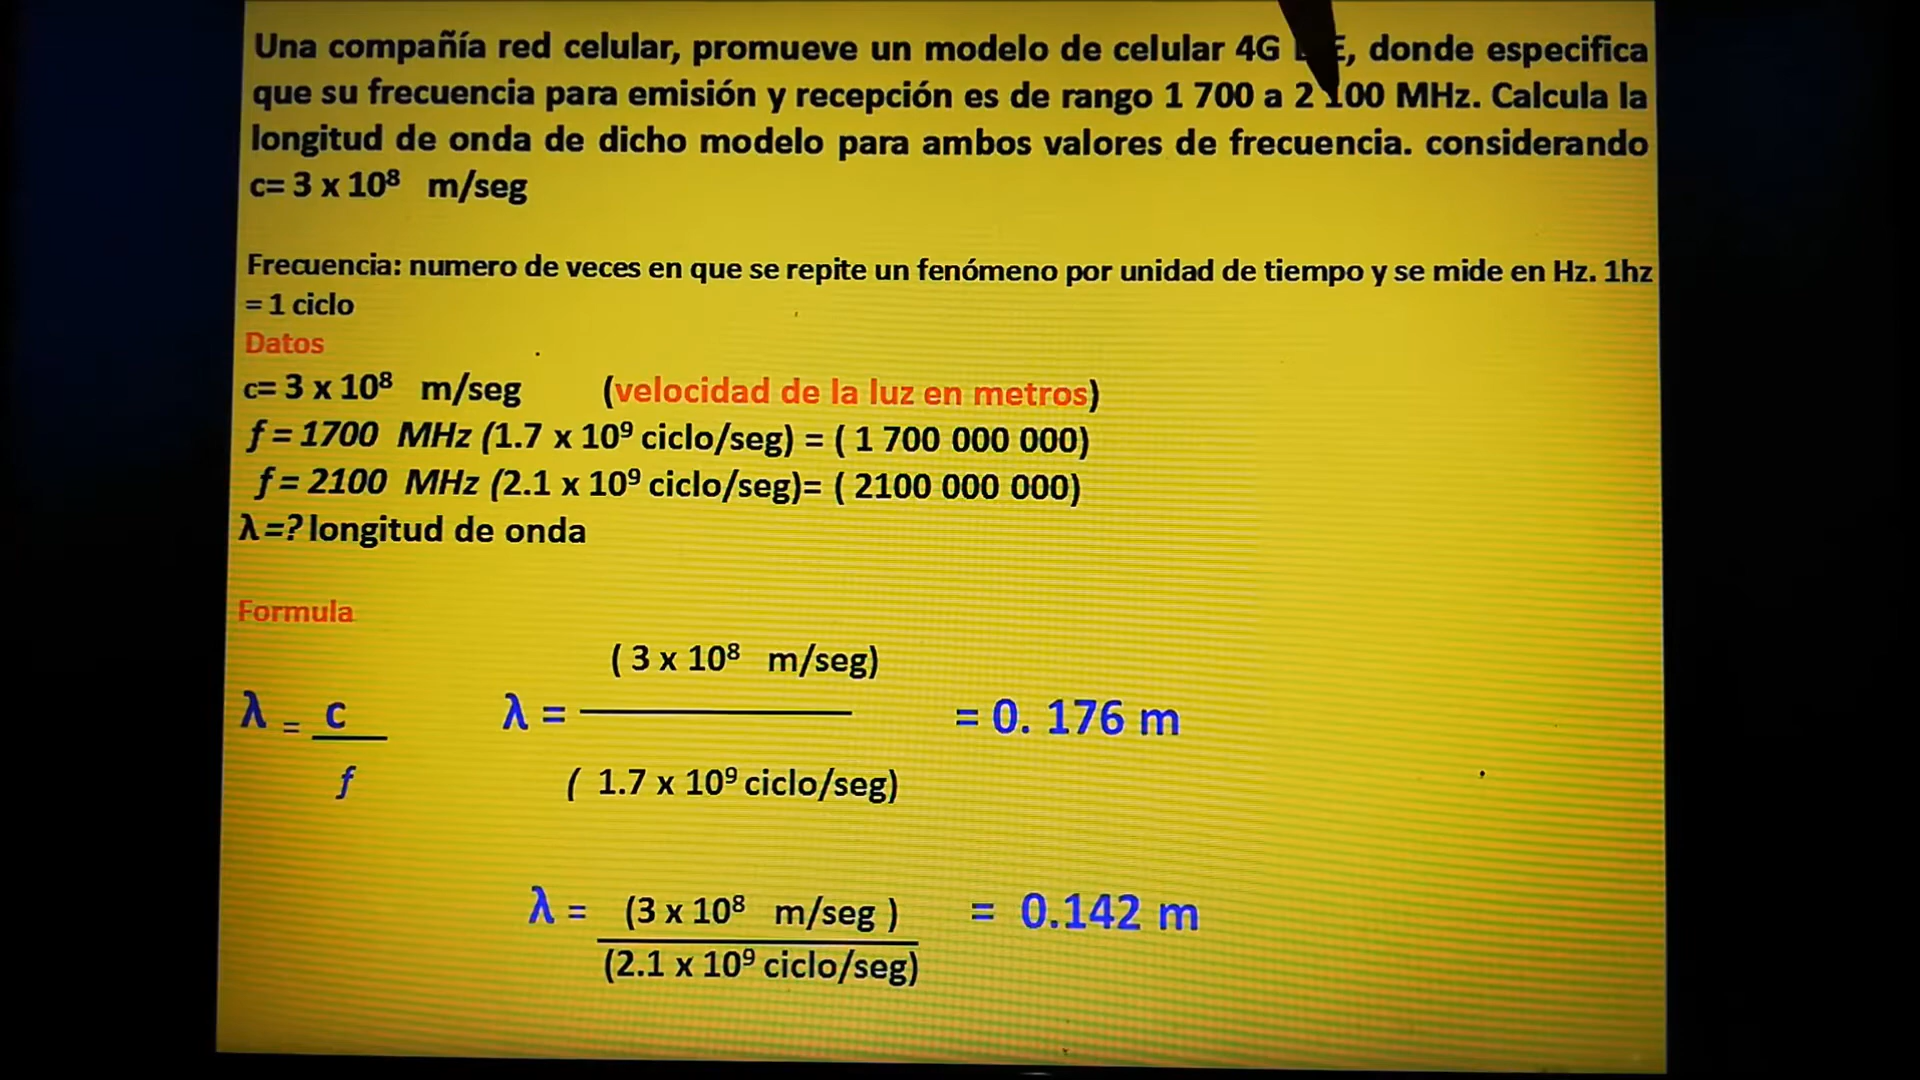 Una compañía red celular, promueve un modelo de celular 4G E, donde especifica
que su frecuencia para emisión y recepción es de rango 1 700 a 2 100 MHz. Calcula la
longitud de onda de dicho modelo para ambos valores de frecuencia. considerando
c= 3 x 10⁸ m/seg
Frecuencia: numero de veces en que se repite un fenómeno por unidad de tiempo y se mide en Hz. 1hz
= 1 ciclo
Datos
c= 3 x 10⁸ m/seg (velocidad de la luz en metros)
f = 1700 MHz (1.7 x 10⁹ ciclo/seg) = ( 1 700 000 000)
f = 2100 MHz (2.1 x 10⁹ ciclo/seg)= ( 2100 000 000)
λ =? longitud de onda
Formula
( 3 x 10⁸ m/seg)
λ = c λ = = 0. 176 m
f ( 1.7 x 10⁹ ciclo/seg)
λ = (3 x 10⁸ m/seg ) = 0.142 m
(2.1 x 10⁹ ciclo/seg)